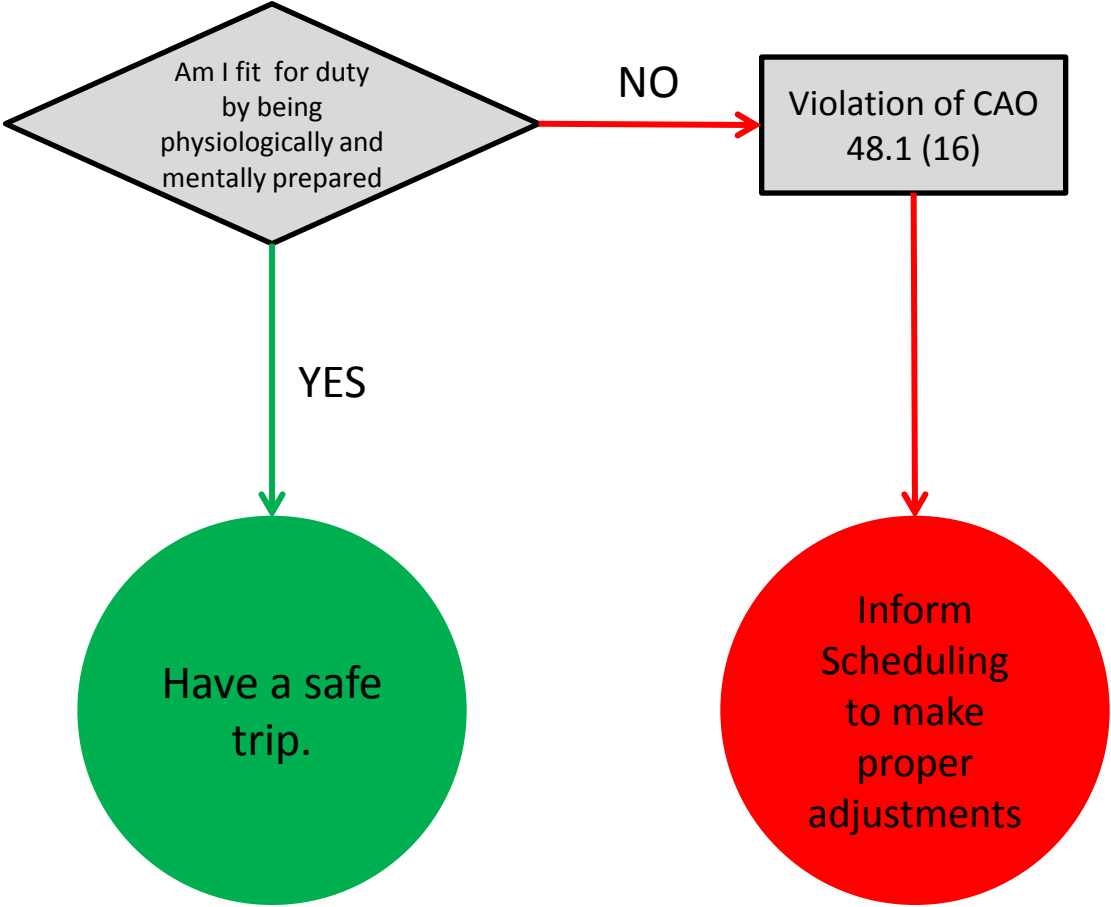 Am I fit  for duty
by being
physiologically and
mentally prepared
NO
Violation of CAO
48.1 (16)
YES
Have a safe
trip.
Inform
Scheduling
to make
proper
adjustments